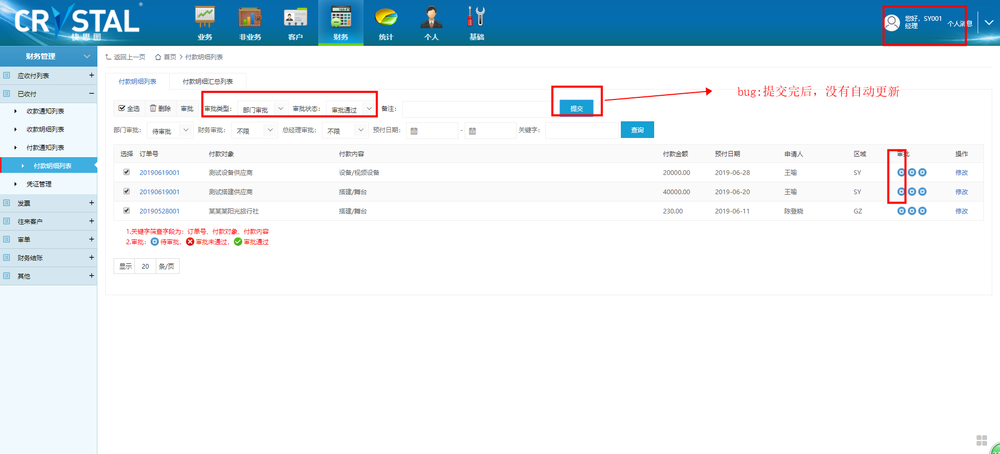 CRYSTAL®
快思图
业务 非业务 客户 财务 统计 个人 基础
您好，SY001
经理
个人消息
财务管理
应收付列表 +
已收付 −
收款通知列表
收款明细列表
付款通知列表
付款明细列表
凭证管理
发票 +
往来客户 +
审单 +
财务结账 +
其他 +
返回上一页 首页 > 付款明细列表
付款明细列表 付款明细汇总列表
全选 删除 审批 审批类型： 部门审批 审批状态： 审批通过 备注： 提交
bug:提交完后，没有自动更新
部门审批： 待审批 财务审批： 不限 总经理审批： 不限 预付日期： - 关键字： 查询
选择 订单号 付款对象 付款内容 付款金额 预付日期 申请人 区域 审批 操作
20190619001 测试设备供应商 设备/视频设备 20000.00 2019-06-28 王喻 SY 修改
20190619001 测试搭建供应商 搭建/舞台 40000.00 2019-06-20 王喻 SY 修改
20190528001 某某某阳光旅行社 搭建/舞台 230.00 2019-06-11 陈登晓 GZ 修改
1.关键字筛查字段为：订单号、付款对象、付款内容
2.审批： 待审批， 审批未通过， 审批通过
显示 20 条/页